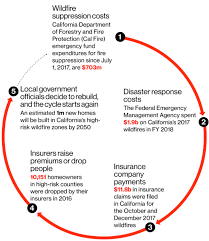 Wildfire
suppression costs
California Department
of Forestry and Fire
Protection (Cal Fire)
emergency fund
expenditures for fire
suppression since July
1, 2017, are $703m
1
Disaster response
costs
The Federal Emergency
Management Agency spent
$1.9b on California's 2017
wildfires in FY 2018
2
Insurance
company
payments
$11.8b in insurance
claims were filed
in California for
the October and
December 2017
wildfires
3
Insurers raise
premiums or drop
people
10,151 homeowners
in high-risk counties
were dropped by their
insurers in 2016
4
5
Local government
officials decide to rebuild,
and the cycle starts again
An estimated 1m new homes
will be built in California's high-
risk wildfire zones by 2050